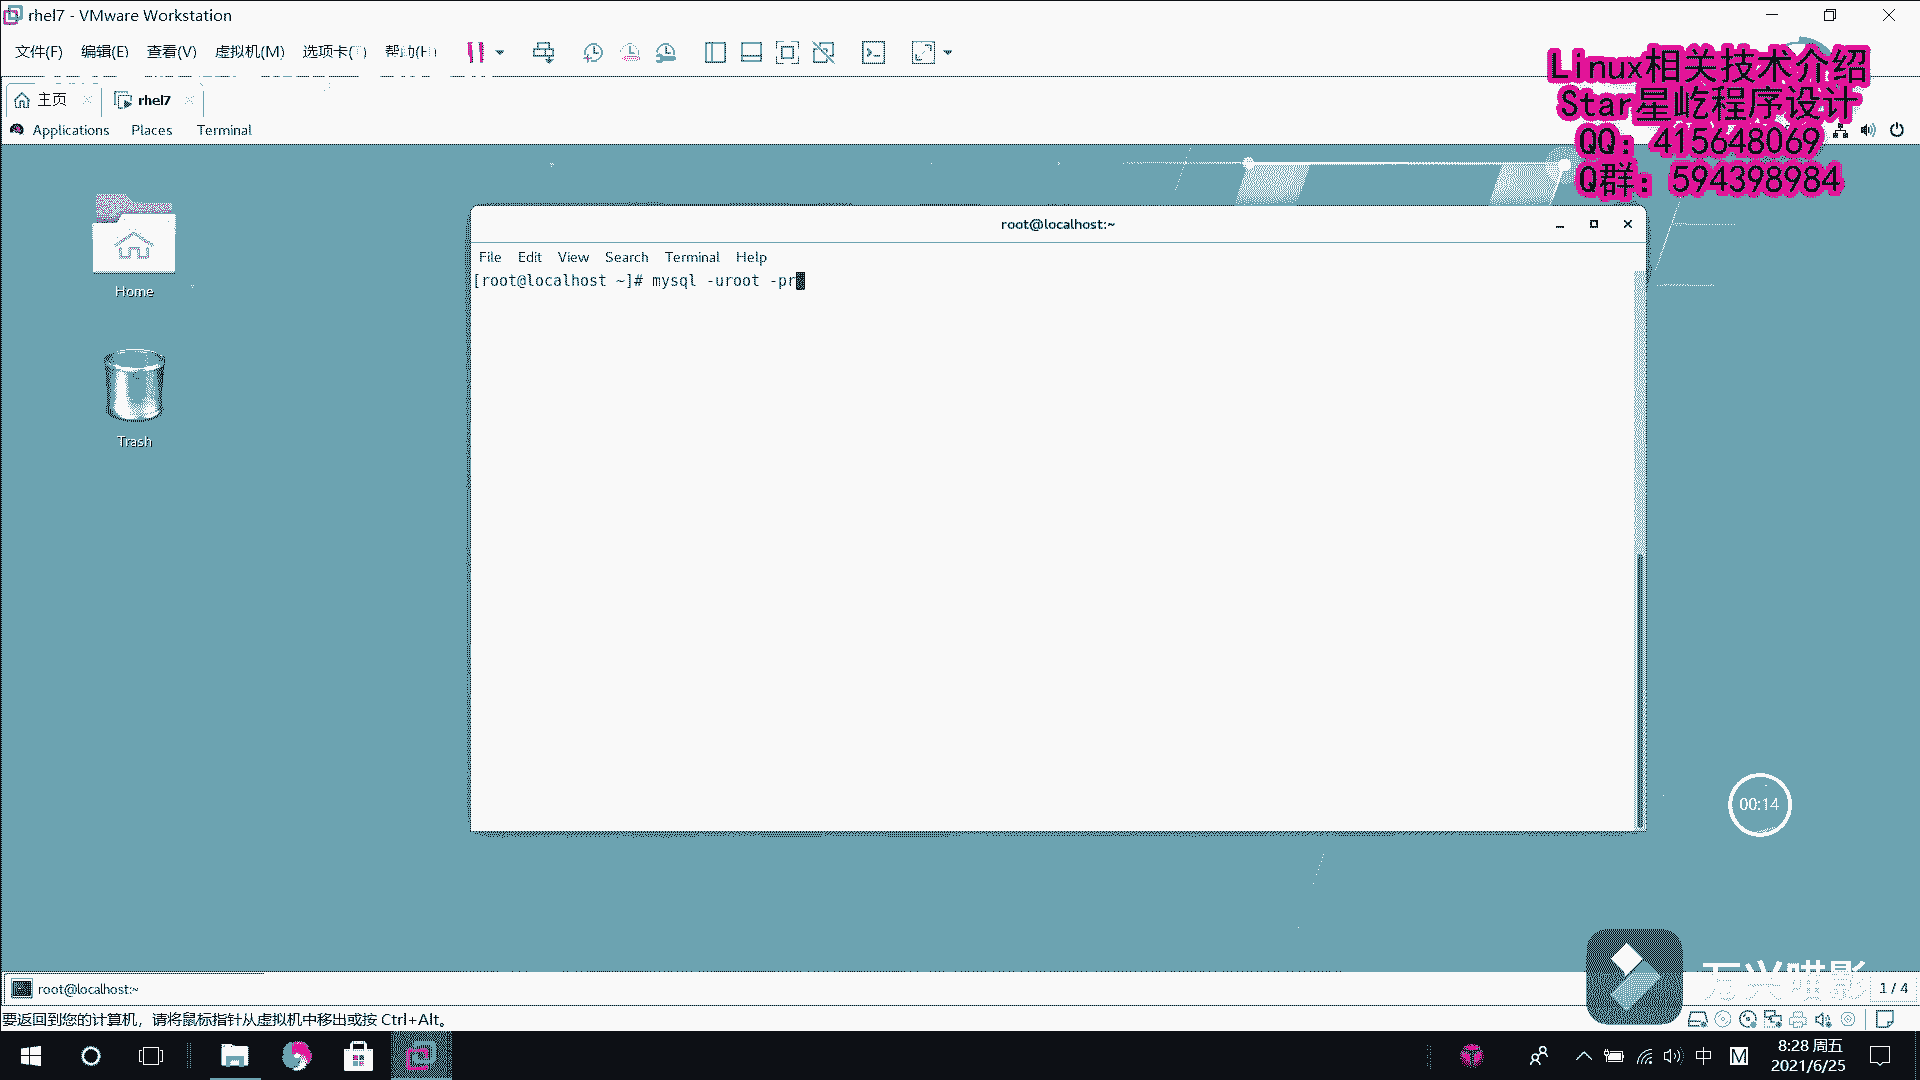 rhel7 - VMware Workstation
文件(F) 编辑(E) 查看(V) 虚拟机(M) 选项卡(T) 帮助(H)
Linux相关技术介绍
Star星屹程序设计
QQ：415648069
Q群：594398984
主页 rhel7
Applications Places Terminal
root@localhost:~
File Edit View Search Terminal Help
[root@localhost ~]# mysql -uroot -pr
Home
Trash
00:14
万兴喵影
root@localhost:~
1 / 4
要返回到您的计算机，请将鼠标指针从虚拟机中移出或按 Ctrl+Alt。
中 M
8:28 周五
2021/6/25